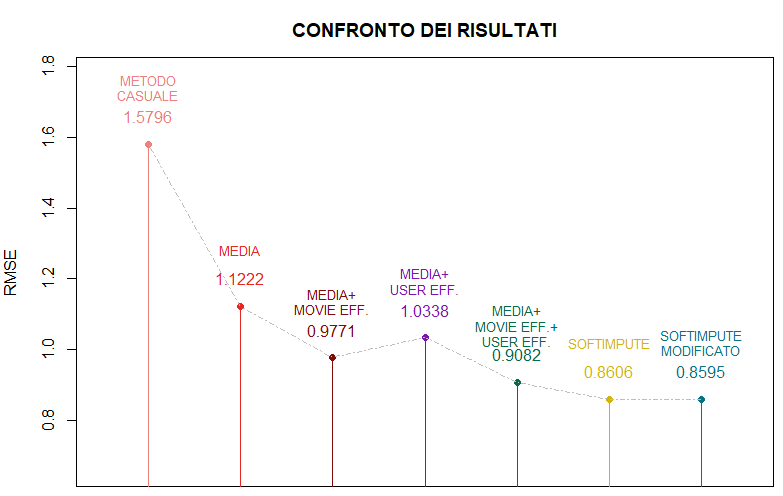 CONFRONTO DEI RISULTATI
RMSE
1.8
1.6
1.4
1.2
1.0
0.8
METODO
CASUALE
1.5796
MEDIA
1.1222
MEDIA+
MOVIE EFF.
0.9771
MEDIA+
USER EFF.
1.0338
MEDIA+
MOVIE EFF.+
USER EFF.
0.9082
SOFTIMPUTE
0.8606
SOFTIMPUTE
MODIFICATO
0.8595